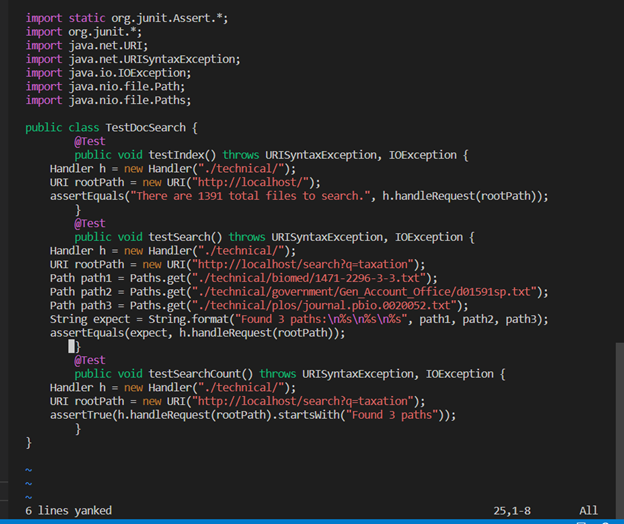 import static org.junit.Assert.*;
import org.junit.*;
import java.net.URI;
import java.net.URISyntaxException;
import java.io.IOException;
import java.nio.file.Path;
import java.nio.file.Paths;
public class TestDocSearch {
@Test
public void testIndex() throws URISyntaxException, IOException {
Handler h = new Handler("./technical/");
URI rootPath = new URI("http://localhost/");
assertEquals("There are 1391 total files to search.", h.handleRequest(rootPath));
}
@Test
public void testSearch() throws URISyntaxException, IOException {
Handler h = new Handler("./technical/");
URI rootPath = new URI("http://localhost/search?q=taxation");
Path path1 = Paths.get("./technical/biomed/1471-2296-3-3.txt");
Path path2 = Paths.get("./technical/government/Gen_Account_Office/d01591sp.txt");
Path path3 = Paths.get("./technical/plos/journal.pbio.0020052.txt");
String expect = String.format("Found 3 paths:\n%s\n%s\n%s", path1, path2, path3);
assertEquals(expect, h.handleRequest(rootPath));
}
@Test
public void testSearchCount() throws URISyntaxException, IOException {
Handler h = new Handler("./technical/");
URI rootPath = new URI("http://localhost/search?q=taxation");
assertTrue(h.handleRequest(rootPath).startsWith("Found 3 paths"));
}
}
~
~
~
6 lines yanked 25,1-8 All